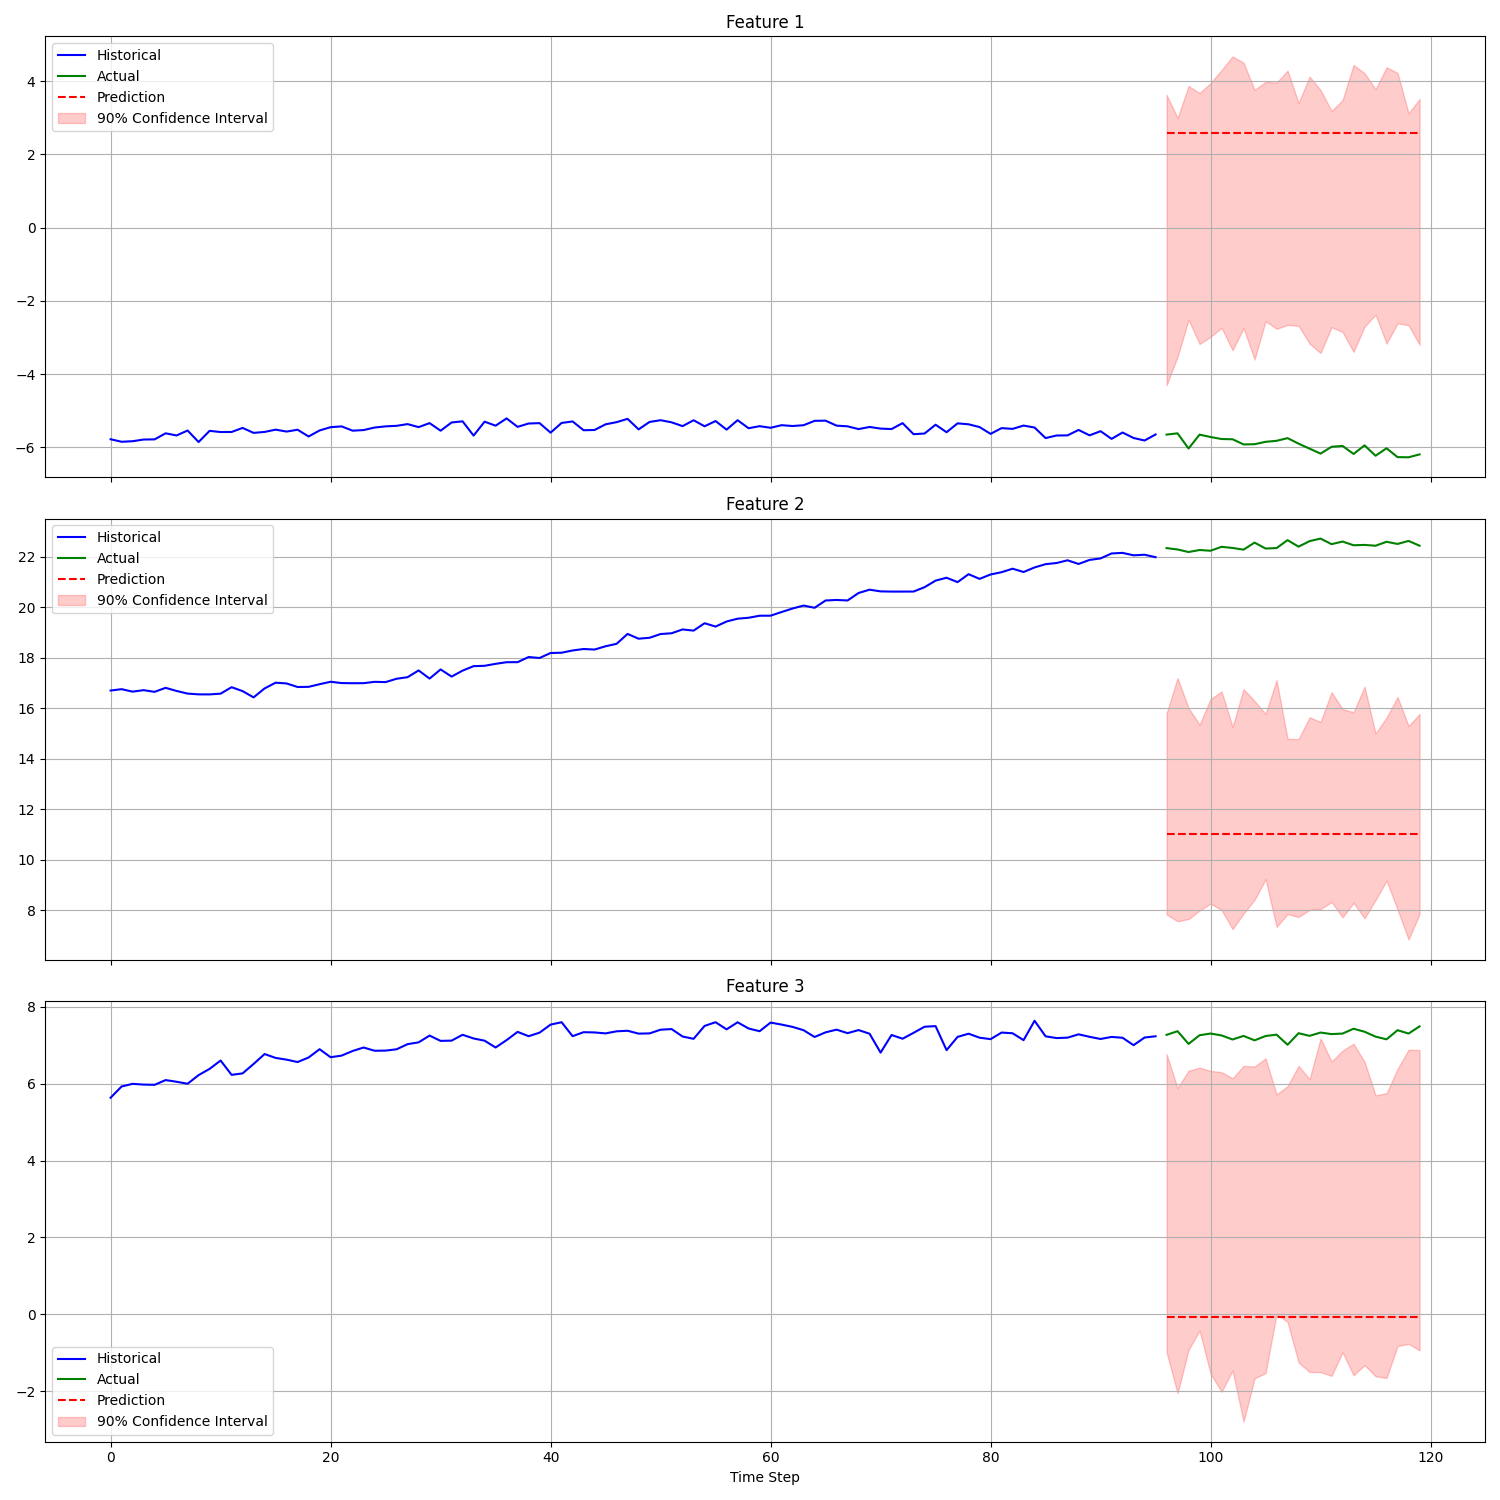 Feature 1
Historical
Actual
Prediction
90% Confidence Interval
4
2
0
−2
−4
−6
Feature 2
Historical
Actual
Prediction
90% Confidence Interval
22
20
18
16
14
12
10
8
Feature 3
8
6
4
2
0
−2
Historical
Actual
Prediction
90% Confidence Interval
0 20 40 60 80 100 120
Time Step